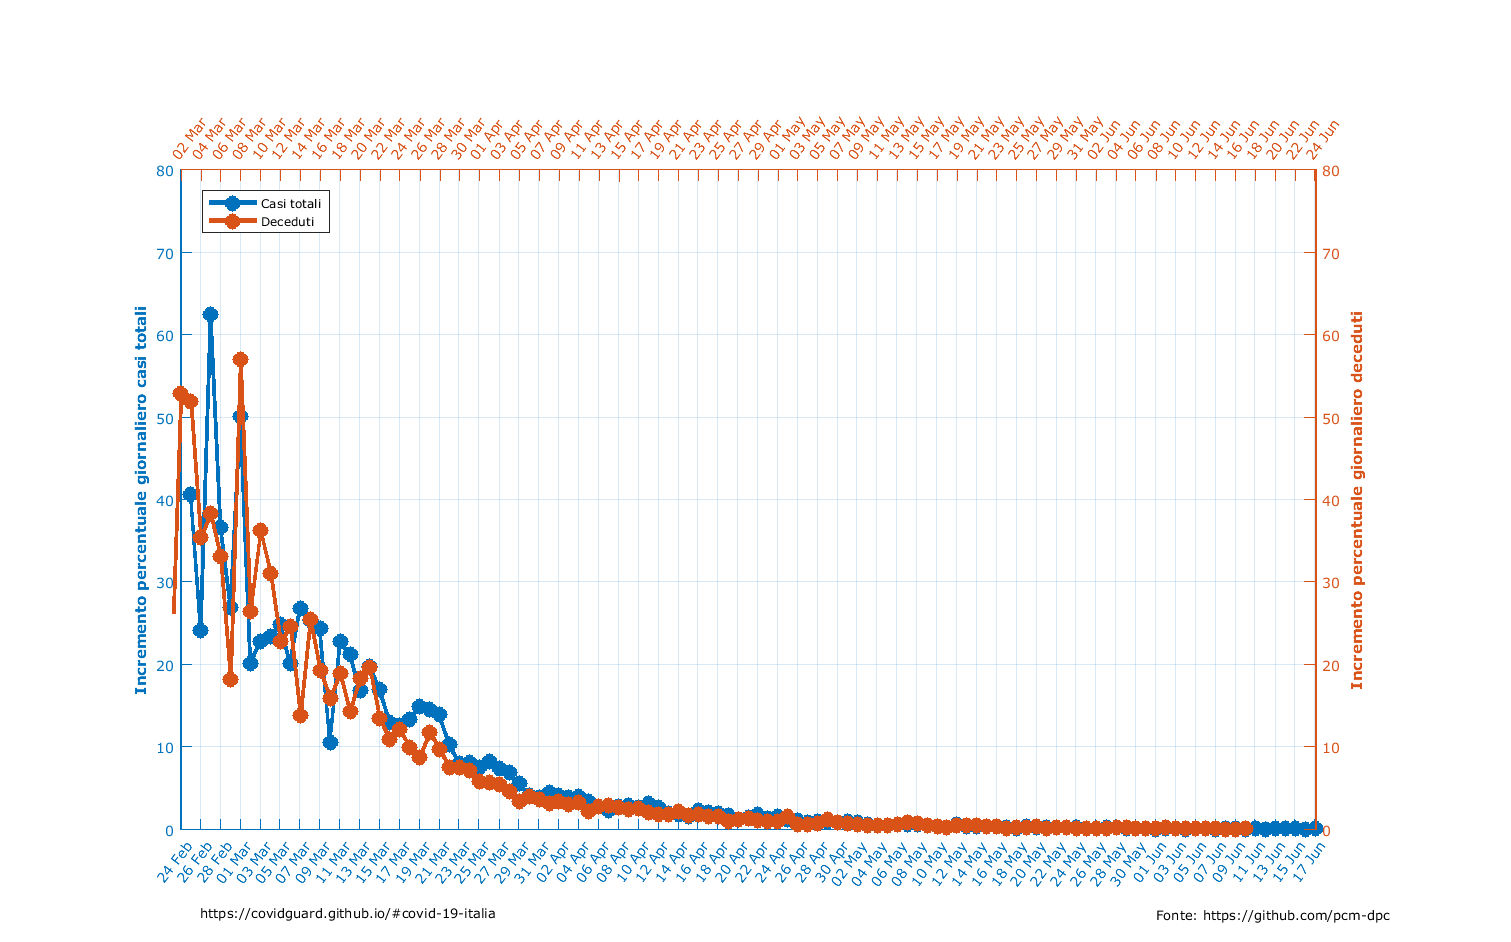 02 Mar 04 Mar 06 Mar 08 Mar 10 Mar 12 Mar 14 Mar 16 Mar 18 Mar 20 Mar 22 Mar 24 Mar 26 Mar 28 Mar 30 Mar 01 Apr 03 Apr 05 Apr 07 Apr 09 Apr 11 Apr 13 Apr 15 Apr 17 Apr 19 Apr 21 Apr 23 Apr 25 Apr 27 Apr 29 Apr 01 May 03 May 05 May 07 May 09 May 11 May 13 May 15 May 17 May 19 May 21 May 23 May 25 May 27 May 29 May 31 May 02 Jun 04 Jun 06 Jun 08 Jun 10 Jun 12 Jun 14 Jun 16 Jun 18 Jun 20 Jun 22 Jun 24 Jun
Casi totali
Deceduti
Incremento percentuale giornaliero casi totali
80
70
60
50
40
30
20
10
0
80
70
60
50
40
30
20
10
0
Incremento percentuale giornaliero deceduti
24 Feb 26 Feb 28 Feb 01 Mar 03 Mar 05 Mar 07 Mar 09 Mar 11 Mar 13 Mar 15 Mar 17 Mar 19 Mar 21 Mar 23 Mar 25 Mar 27 Mar 29 Mar 31 Mar 02 Apr 04 Apr 06 Apr 08 Apr 10 Apr 12 Apr 14 Apr 16 Apr 18 Apr 20 Apr 22 Apr 24 Apr 26 Apr 28 Apr 30 Apr 02 May 04 May 06 May 08 May 10 May 12 May 14 May 16 May 18 May 20 May 22 May 24 May 26 May 28 May 30 May 01 Jun 03 Jun 05 Jun 07 Jun 09 Jun 11 Jun 13 Jun 15 Jun 17 Jun
https://covidguard.github.io/#covid-19-italia
Fonte: https://github.com/pcm-dpc